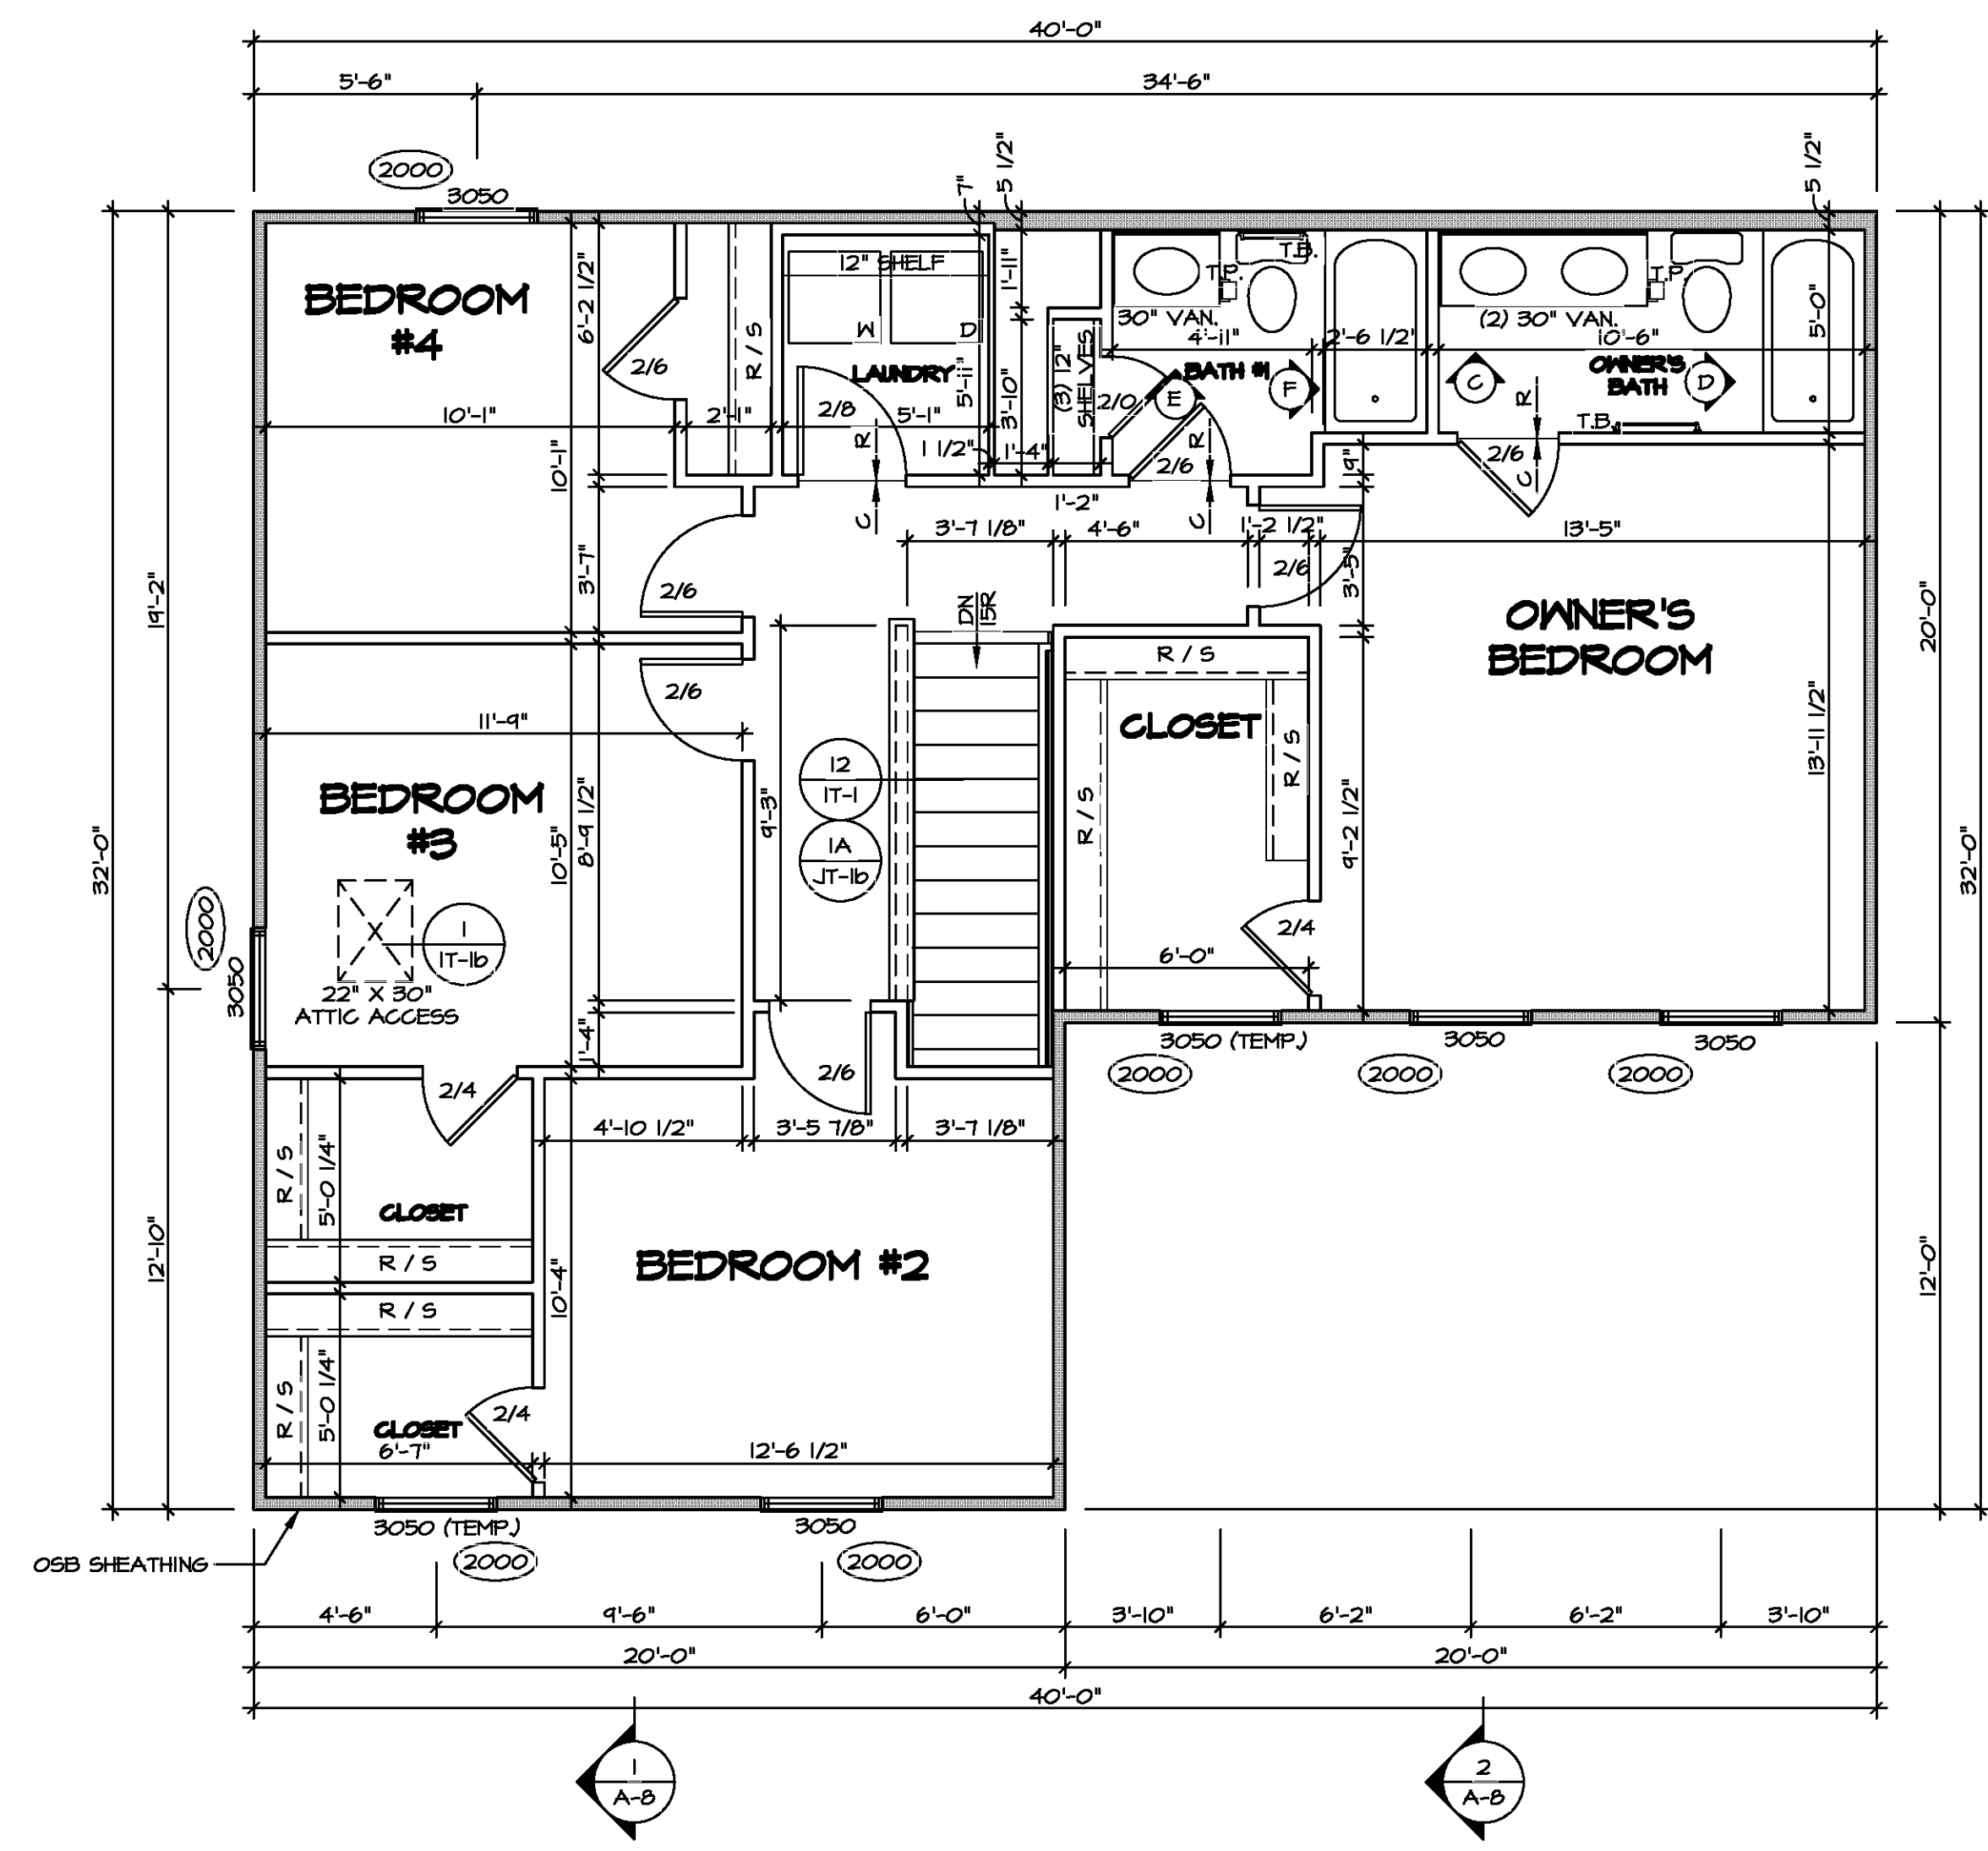 40'-0"
5'-6"
34'-6"
2000
3050
7"
5 1/2"
5 1/2"
BEDROOM
#4
6'-2 1/2"
2/6
R / S
12" SHELF
W
D
LAUNDRY
2/8
5'-1"
5'-11"
1'-11"
3'-10"
(3) 12"
SHELVES
30" VAN.
T.P.
T.B.
4'-11"
2'-6 1/2"
BATH #1
2/0
E
F
(2) 30" VAN.
T.P.
10'-6"
5'-0"
OWNER'S
BATH
C
D
T.B.
R
C
2/6
10'-1"
2'-1"
R
C
1 1/2"
1'-4"
2/6
R
C
9"
10'-1"
3'-7"
1'-2"
3'-7 1/8"
4'-6"
1'-2 1/2"
13'-5"
2/6
3'-5"
2/6
DN
15R
OWNER'S
BEDROOM
19'-2"
20'-0"
32'-0"
32'-0"
2/6
R / S
11'-9"
CLOSET
R / S
R / S
13'-11 1/2"
BEDROOM
#3
10'-5"
8'-9 1/2"
9'-3"
12
1T-1
1A
JT-1b
9'-2 1/2"
2/4
6'-0"
1
1T-1b
22" X 30"
ATTIC ACCESS
2000
3050
1'-4"
3050 (TEMP.)
3050
3050
2000
2000
2000
2/4
2/6
4'-10 1/2"
3'-5 7/8"
3'-7 1/8"
R / S
5'-0 1/4"
CLOSET
R / S
12'-10"
12'-0"
BEDROOM #2
10'-4"
R / S
R / S
5'-0 1/4"
2/4
CLOSET
6'-7"
12'-6 1/2"
3050 (TEMP.)
3050
OSB SHEATHING
2000
2000
4'-6"
9'-6"
6'-0"
3'-10"
6'-2"
6'-2"
3'-10"
20'-0"
20'-0"
40'-0"
1
A-8
2
A-8